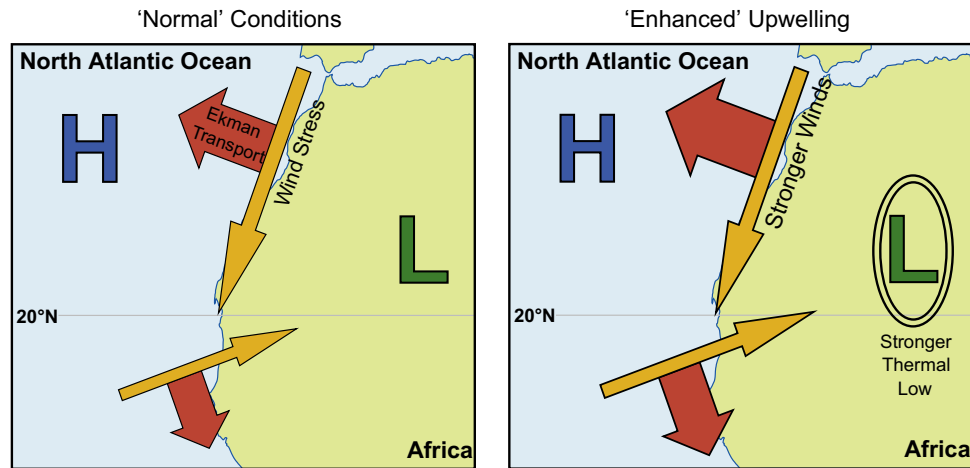 ‘Normal’ Conditions
North Atlantic Ocean
H
Ekman
Transport
Wind Stress
L
20°N
Africa
‘Enhanced’ Upwelling
North Atlantic Ocean
H
Stronger Winds
L
20°N
Stronger
Thermal
Low
Africa